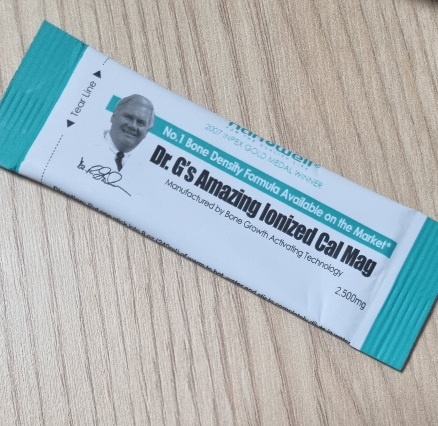 Tear Line
2007 INPEX GOLD MEDAL WINNER
No.1 Bone Density Formula Available on the Market*
Dr. G's Amazing Ionized Cal Mag
Manufactured by Bone Growth Activating Technology
2,500mg